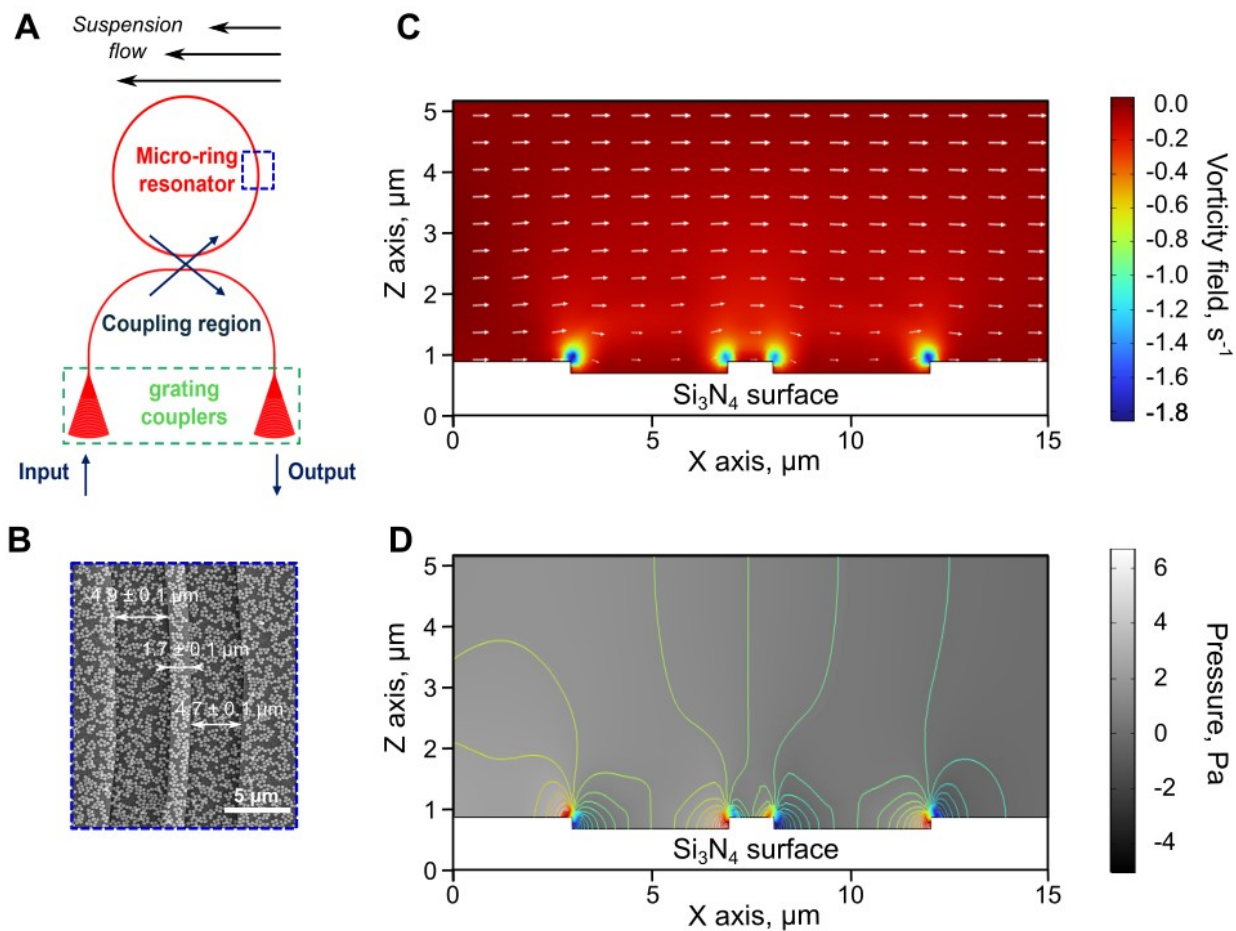 A
Suspension
flow
Micro-ring
resonator
Coupling region
grating
couplers
Input
Output
B
4.9 ± 0.1 µm
1.7 ± 0.1 µm
4.7 ± 0.1 µm
5 µm
C
Z axis, µm
5
4
3
2
1
0
Si₃N₄ surface
0
5
10
15
X axis, µm
0.0
-0.2
-0.4
-0.6
-0.8
-1.0
-1.2
-1.4
-1.6
-1.8
Vorticity field, s⁻¹
D
Z axis, µm
5
4
3
2
1
0
Si₃N₄ surface
0
5
10
15
X axis, µm
6
4
2
0
-2
-4
Pressure, Pa